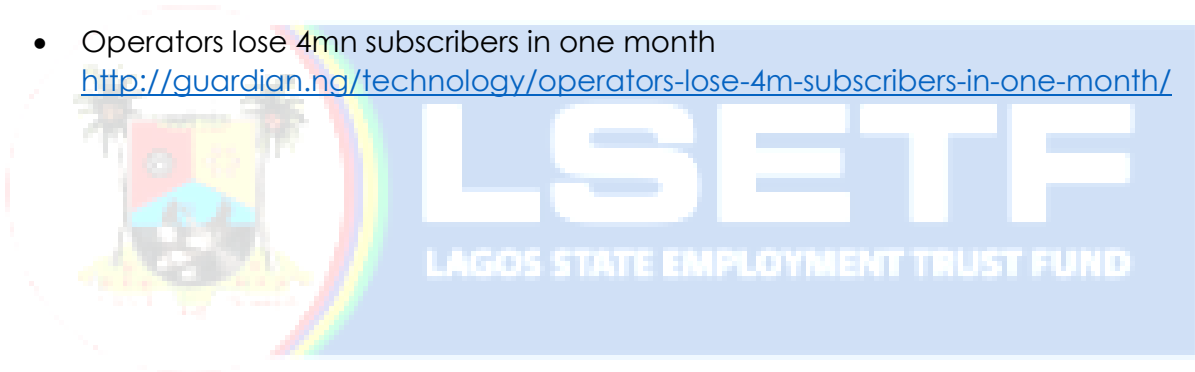 • Operators lose 4mn subscribers in one month
http://guardian.ng/technology/operators-lose-4m-subscribers-in-one-month/
LSETF
LAGOS STATE EMPLOYMENT TRUST FUND